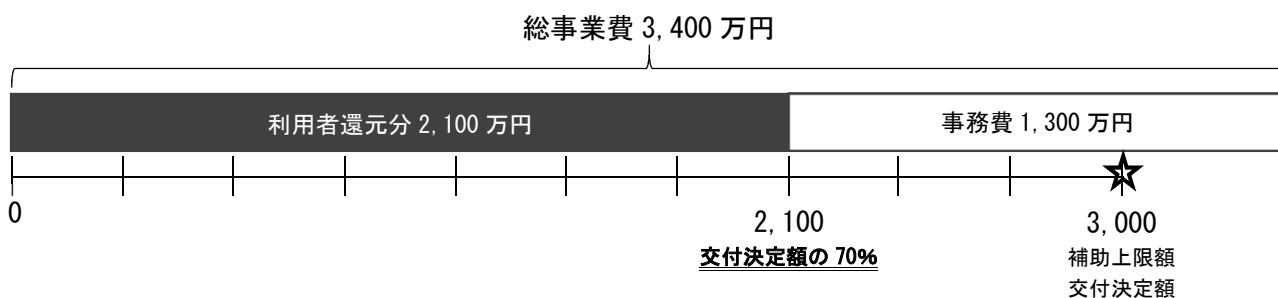 総事業費 3,400 万円
利用者還元分 2,100 万円
事務費 1,300 万円
0
2,100
3,000
交付決定額の 70%
補助上限額
交付決定額